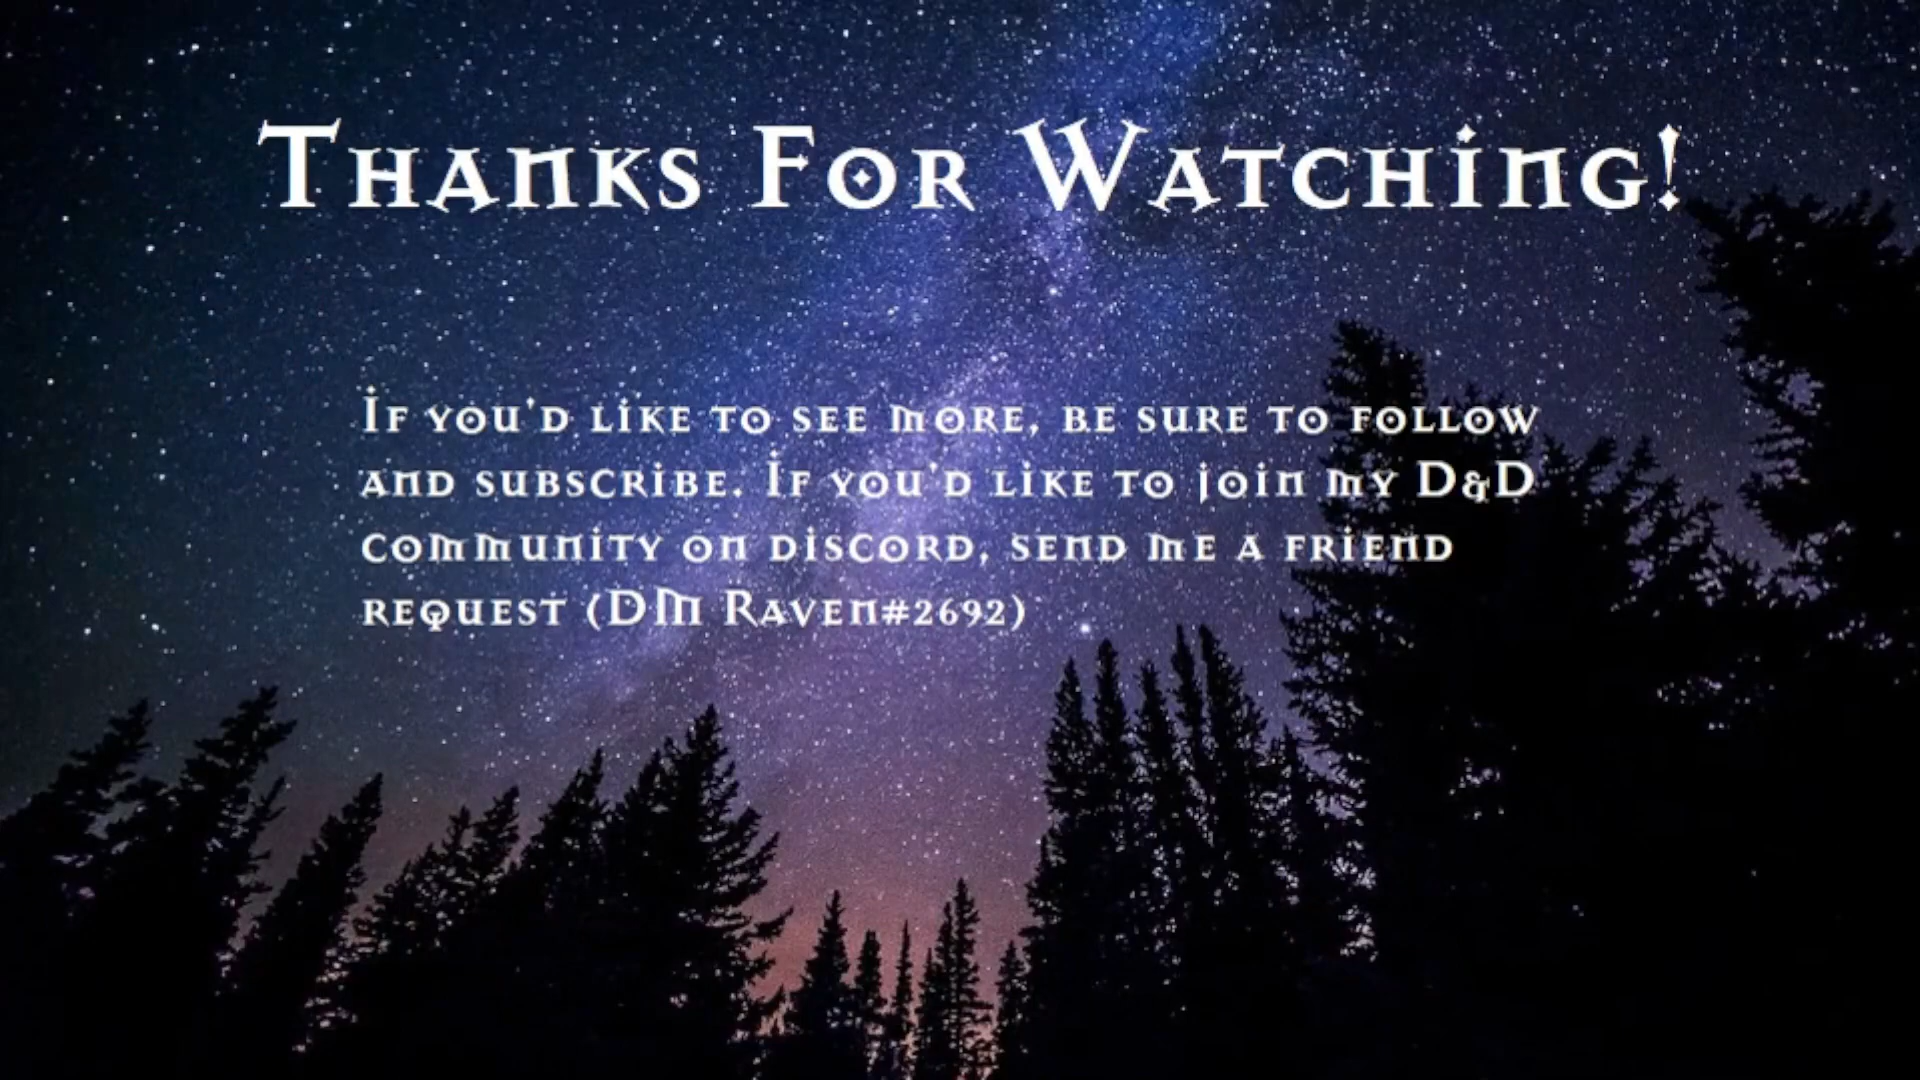 Thanks For Watching!
If you'd like to see more, be sure to follow
and subscribe. If you'd like to join my D&D
community on discord, send me a friend
request (DM Raven#2692)